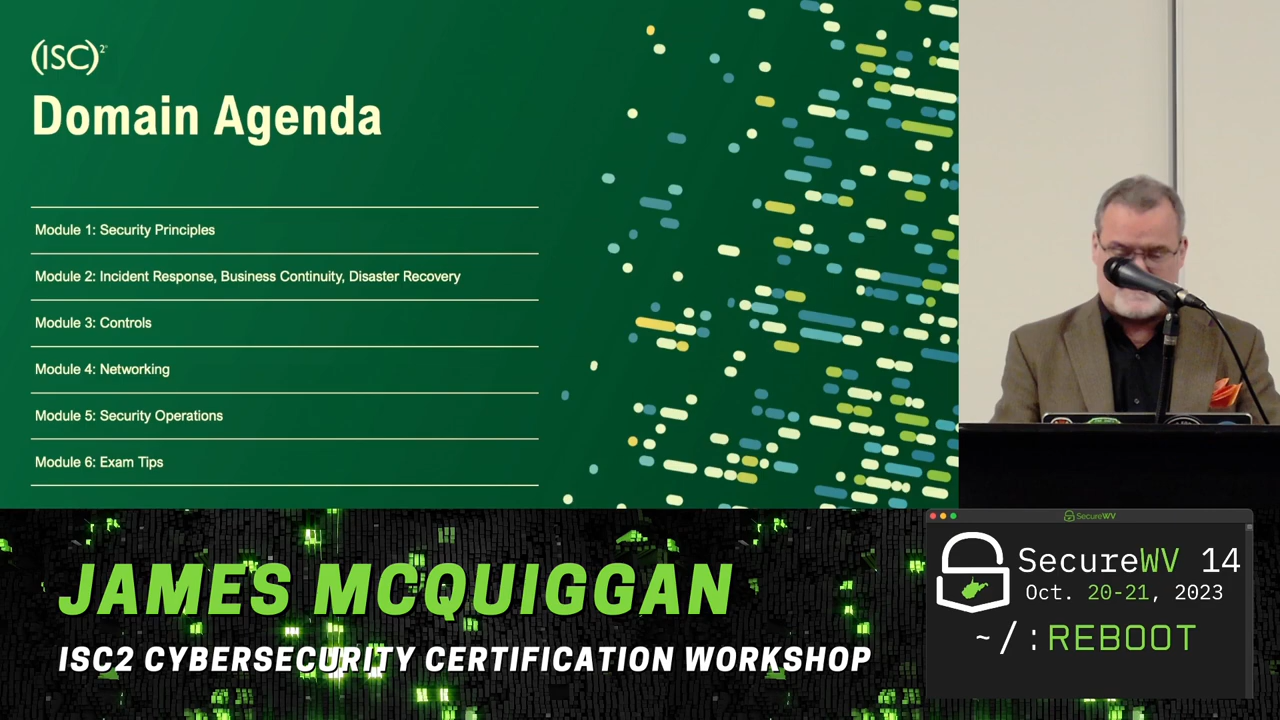 (ISC)²
Domain Agenda
Module 1: Security Principles
Module 2: Incident Response, Business Continuity, Disaster Recovery
Module 3: Controls
Module 4: Networking
Module 5: Security Operations
Module 6: Exam Tips
JAMES MCQUIGGAN
ISC2 CYBERSECURITY CERTIFICATION WORKSHOP
SecureWV
SecureWV 14
Oct. 20-21, 2023
~/:REBOOT